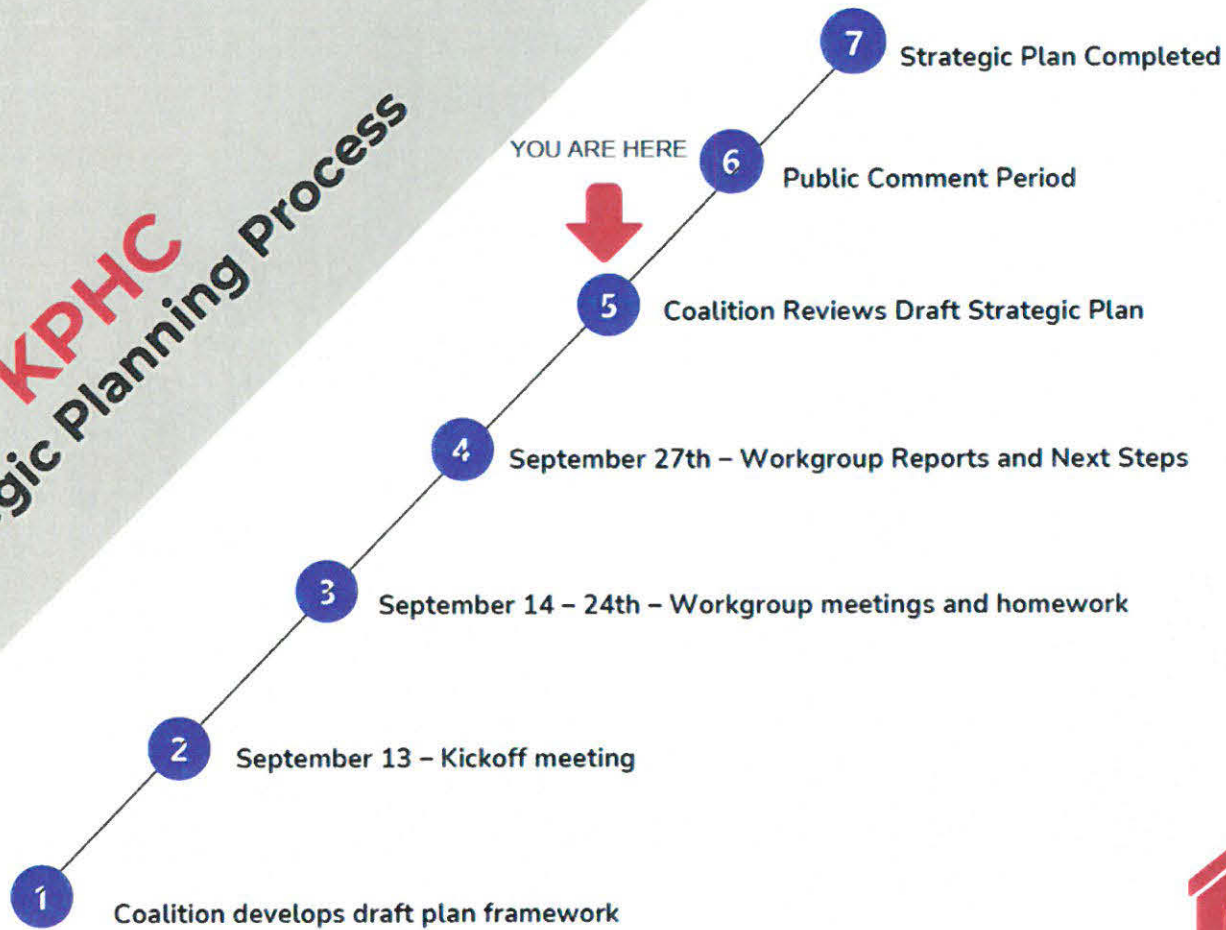 KPHC
gic Planning Process
7 Strategic Plan Completed
YOU ARE HERE
6 Public Comment Period
5 Coalition Reviews Draft Strategic Plan
4 September 27th – Workgroup Reports and Next Steps
3 September 14 – 24th – Workgroup meetings and homework
2 September 13 – Kickoff meeting
1 Coalition develops draft plan framework